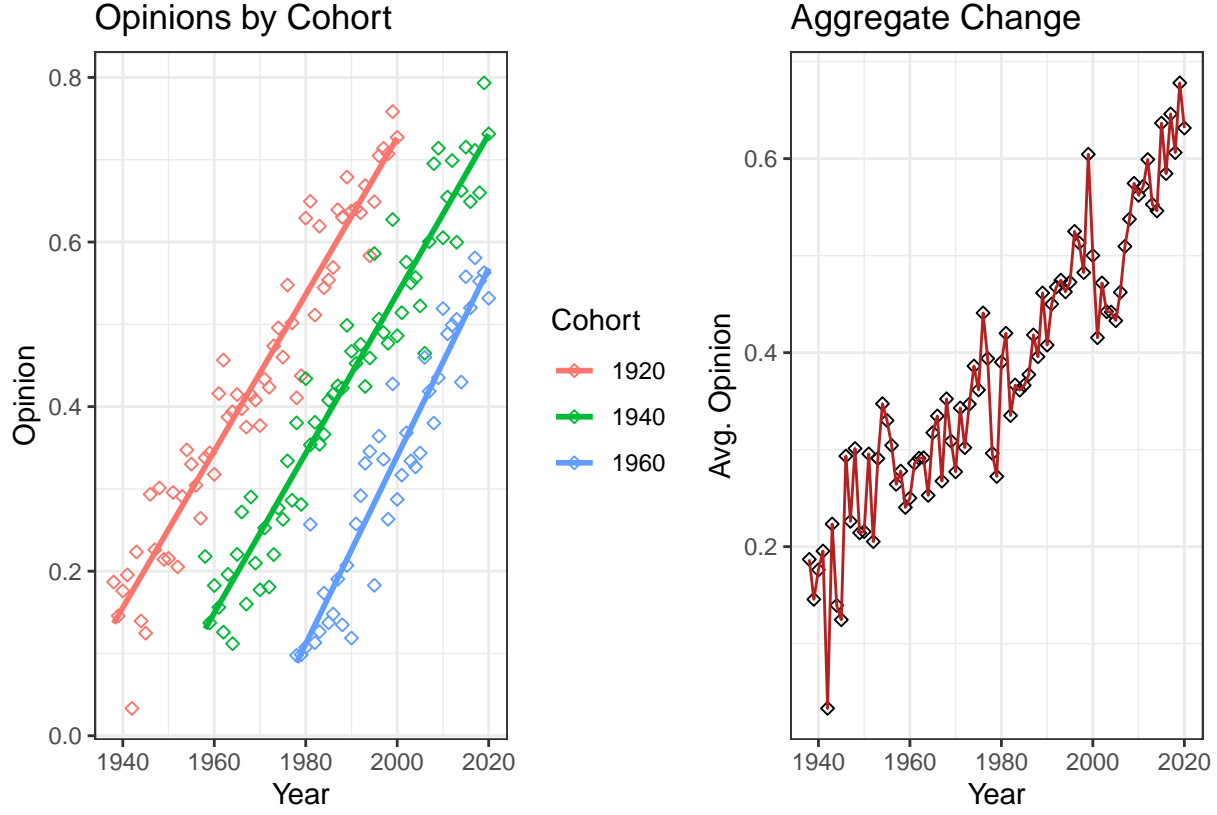 Opinions by Cohort
Opinion
0.8
0.6
0.4
0.2
0.0
1940 1960 1980 2000 2020
Year
Cohort
1920
1940
1960
Aggregate Change
Avg. Opinion
0.6
0.4
0.2
1940 1960 1980 2000 2020
Year